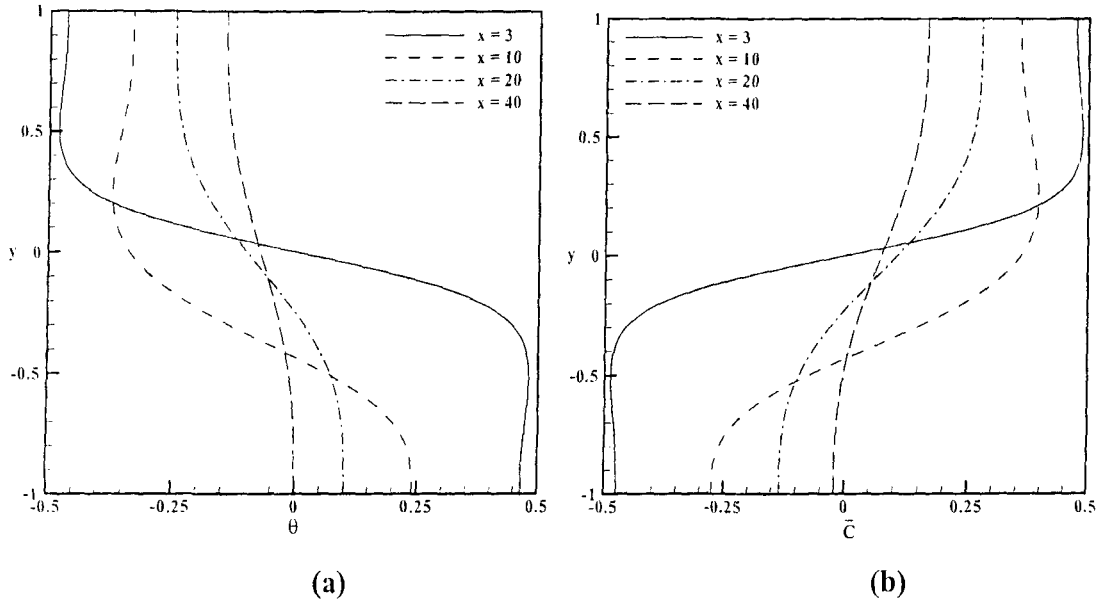 1
0.5
y 0
-0.5
-1
-0.5 -0.25 0 0.25 0.5
θ
x = 3
x = 10
x = 20
x = 40
(a)
1
0.5
y 0
-0.5
-1
-0.5 -0.25 0 0.25 0.5
C̄
x = 3
x = 10
x = 20
x = 40
(b)